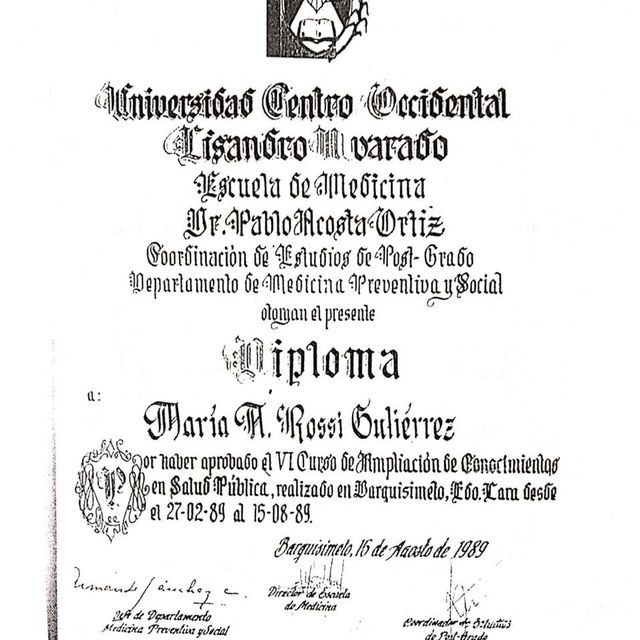 Universidad Centro Occidental
Lisandro Alvarado
Escuela de Medicina
Dr. Pablo Acosta Ortiz
Coordinación de Estudios de Post-Grado
Departamento de Medicina Preventiva y Social
otorgan el presente
Diploma
a:
María A. Rossi Gutiérrez
Por haber aprobado el VI Curso de Ampliación de Conocimientos
en Salud Pública, realizado en Barquisimeto, Edo. Lara desde
el 27-02-89 al 15-08-89.
Barquisimeto, 16 de Agosto de 1989
Sánchez C.
Jefe de Departamento
Medicina Preventiva y Social
Director de Escuela
de Medicina
Coordinador de Estudios
de Post-Grado